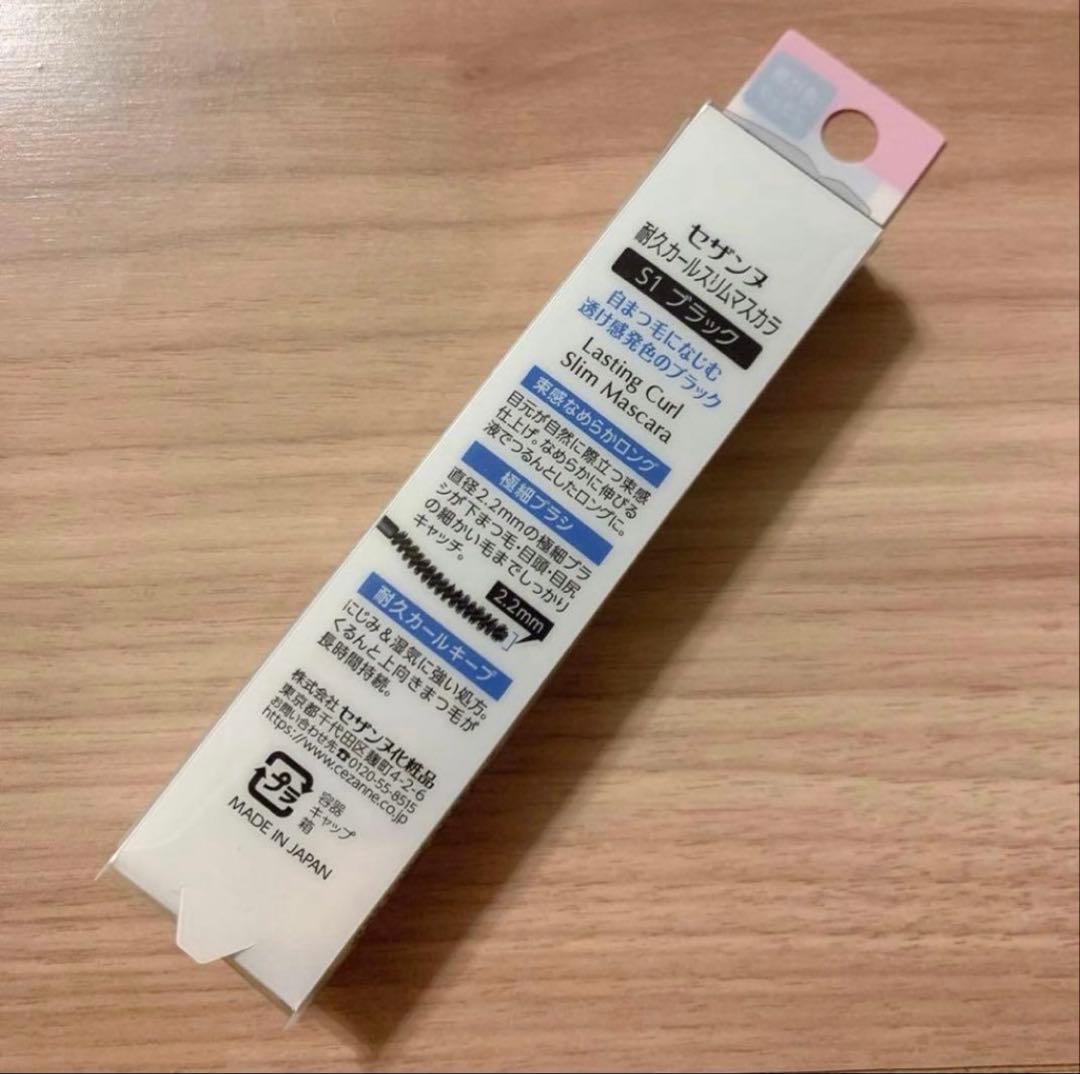 セザンヌ
耐久カールスリムマスカラ
S1 ブラック
自まつ毛になじむ
透け感発色のブラック
Lasting Curl
Slim Mascara
束感なめらかロング
目元が自然に際立つ束感
仕上げ。なめらかに伸びる
液でつるんとしたロングに。
極細ブラシ
直径2.2mmの極細ブラ
シが下まつ毛・目頭・目尻
の細かい毛までしっかり
キャッチ。
2.2mm
耐久カールキープ
にじみ&湿気に強い処方。
くるんと上向きまつ毛が
長時間持続。
株式会社 セザンヌ化粧品
東京都千代田区麹町4-2-6
お問い合わせ先☎0120-55-8515
https://www.cezanne.co.jp
プラ
容器
キャップ
箱
MADE IN JAPAN